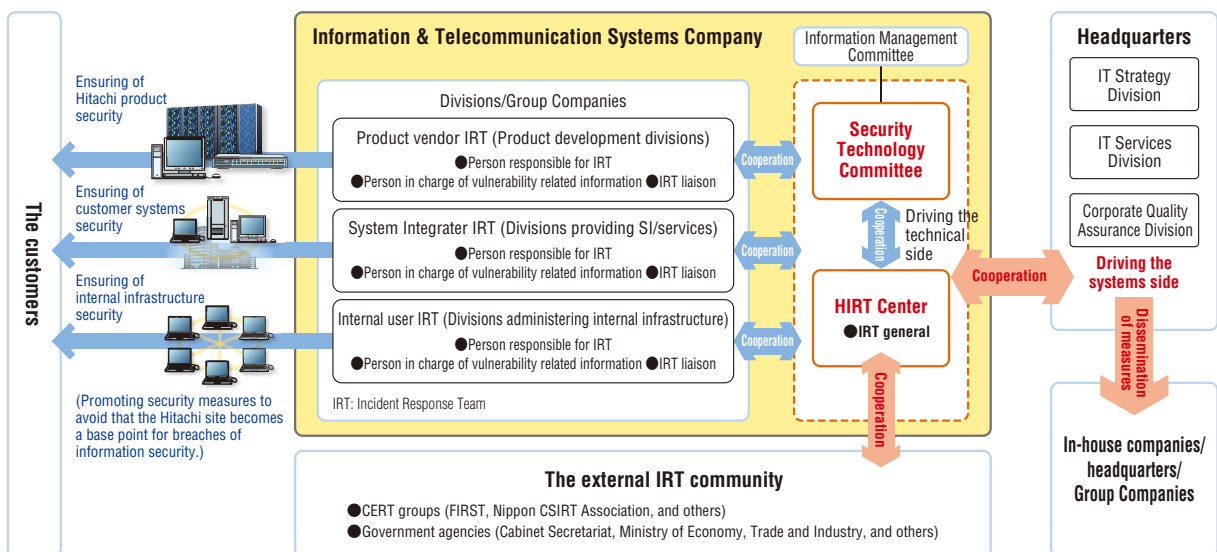 The customers
Ensuring of
Hitachi product
security
Ensuring of
customer systems
security
Ensuring of
internal infrastructure
security
(Promoting security measures to
avoid that the Hitachi site becomes
a base point for breaches of
information security.)
Information & Telecommunication Systems Company
Divisions/Group Companies
Product vendor IRT (Product development divisions)
●Person responsible for IRT
●Person in charge of vulnerability related information ●IRT liaison
System Integrater IRT (Divisions providing SI/services)
●Person responsible for IRT
●Person in charge of vulnerability related information ●IRT liaison
Internal user IRT (Divisions administering internal infrastructure)
●Person responsible for IRT
●Person in charge of vulnerability related information ●IRT liaison
IRT: Incident Response Team
Cooperation
Cooperation
Cooperation
Information Management
Committee
Security
Technology
Committee
Cooperation
Driving the
technical
side
HIRT Center
●IRT general
Cooperation
Cooperation
Headquarters
IT Strategy
Division
IT Services
Division
Corporate Quality
Assurance Division
Driving the
systems side
Dissemination
of measures
In-house companies/
headquarters/
Group Companies
The external IRT community
●CERT groups (FIRST, Nippon CSIRT Association, and others)
●Government agencies (Cabinet Secretariat, Ministry of Economy, Trade and Industry, and others)